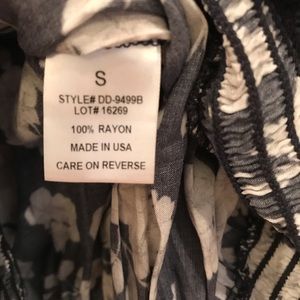 S
STYLE# DD-9499B
LOT# 16269
100% RAYON
MADE IN USA
CARE ON REVERSE